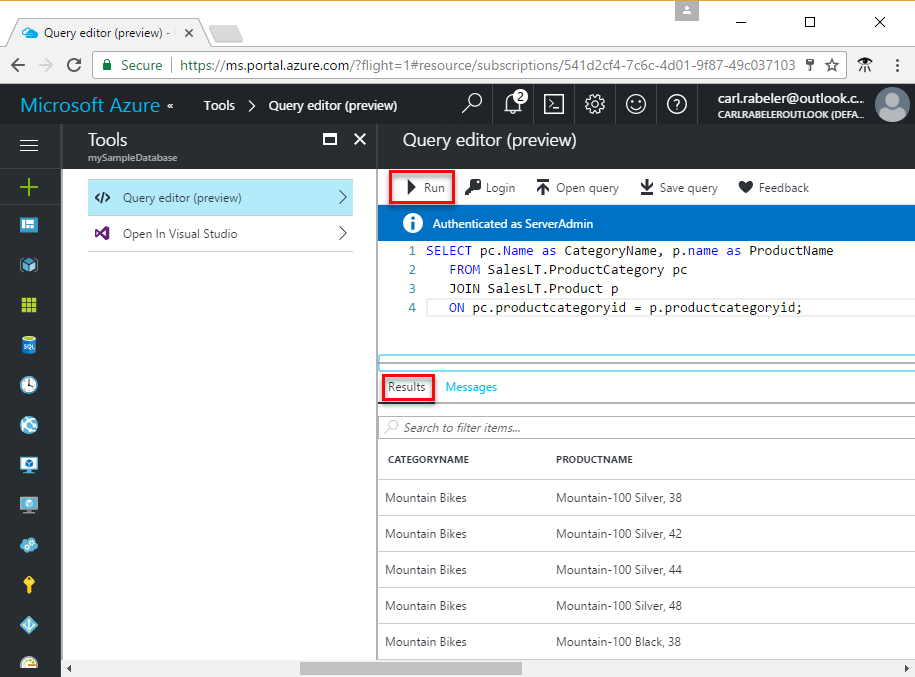 Query editor (preview) -
Secure
https://ms.portal.azure.com/?flight=1#resource/subscriptions/541d2cf4-7c6c-4d01-9f87-49c037103
Microsoft Azure «
Tools > Query editor (preview)
2
carl.rabeler@outlook.c...
CARLRABELEROUTLOOK (DEFA...
Tools
mySampleDatabase
Query editor (preview)
Open In Visual Studio
SQL
Query editor (preview)
Run Login Open query Save query Feedback
Authenticated as ServerAdmin
1 SELECT pc.Name as CategoryName, p.name as ProductName
2 FROM SalesLT.ProductCategory pc
3 JOIN SalesLT.Product p
4 ON pc.productcategoryid = p.productcategoryid;
Results Messages
Search to filter items...
CATEGORYNAME PRODUCTNAME
Mountain Bikes Mountain-100 Silver, 38
Mountain Bikes Mountain-100 Silver, 42
Mountain Bikes Mountain-100 Silver, 44
Mountain Bikes Mountain-100 Silver, 48
Mountain Bikes Mountain-100 Black, 38